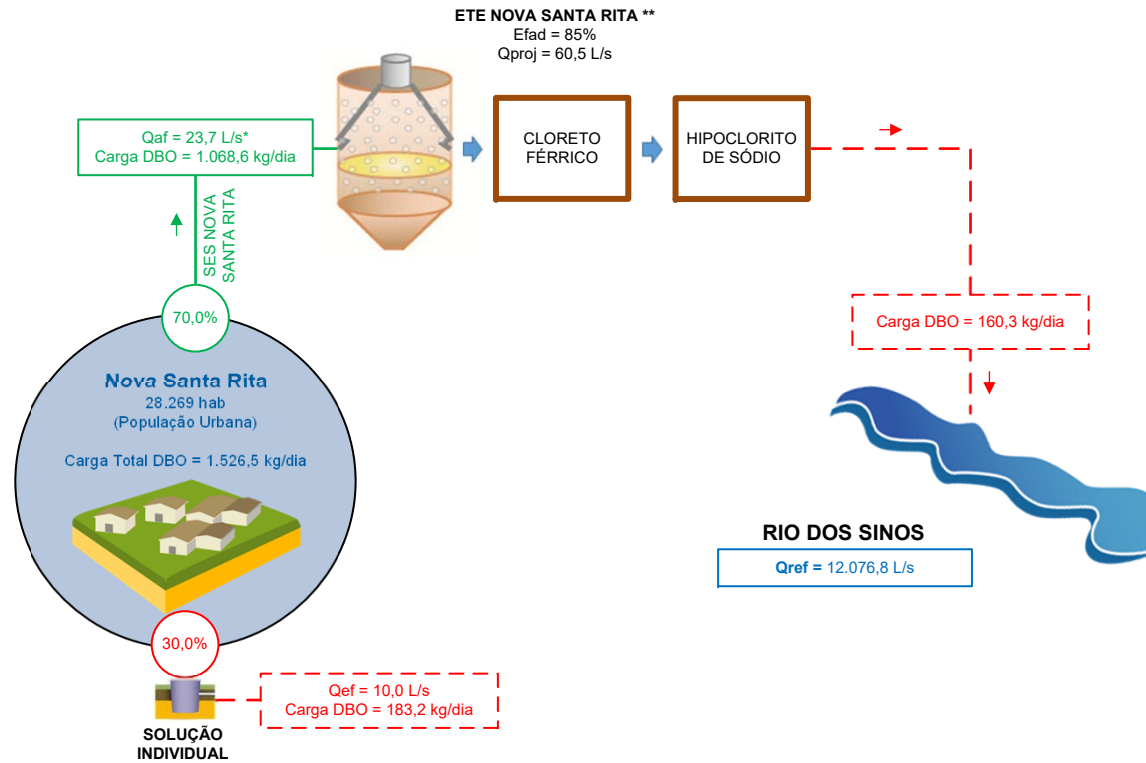 ETE NOVA SANTA RITA **
Efad = 85%
Qproj = 60,5 L/s
Qaf = 23,7 L/s*
Carga DBO = 1.068,6 kg/dia
CLORETO
FÉRRICO
HIPOCLORITO
DE SÓDIO
SES NOVA
SANTA RITA
Carga DBO = 160,3 kg/dia
70,0%
Nova Santa Rita
28.269 hab
(População Urbana)
Carga Total DBO = 1.526,5 kg/dia
RIO DOS SINOS
Qref = 12.076,8 L/s
30,0%
Qef = 10,0 L/s
Carga DBO = 183,2 kg/dia
SOLUÇÃO
INDIVIDUAL